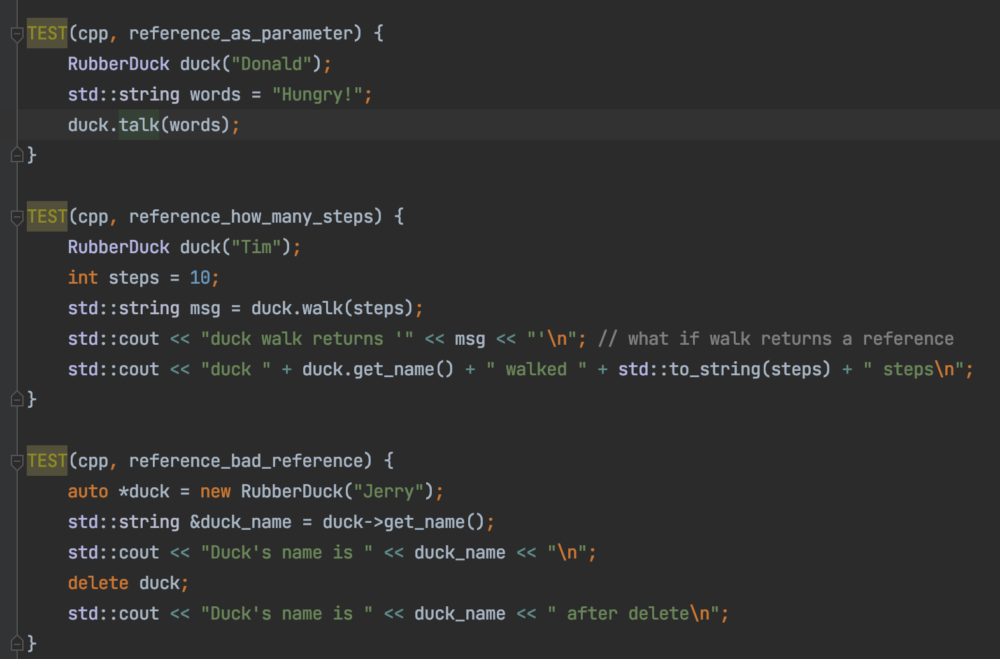 TEST(cpp, reference_as_parameter) {
    RubberDuck duck("Donald");
    std::string words = "Hungry!";
    duck.talk(words);
}
TEST(cpp, reference_how_many_steps) {
    RubberDuck duck("Tim");
    int steps = 10;
    std::string msg = duck.walk(steps);
    std::cout << "duck walk returns '" << msg << "'\n"; // what if walk returns a reference
    std::cout << "duck " + duck.get_name() + " walked " + std::to_string(steps) + " steps\n";
}
TEST(cpp, reference_bad_reference) {
    auto *duck = new RubberDuck("Jerry");
    std::string &duck_name = duck->get_name();
    std::cout << "Duck's name is " << duck_name << "\n";
    delete duck;
    std::cout << "Duck's name is " << duck_name << " after delete\n";
}